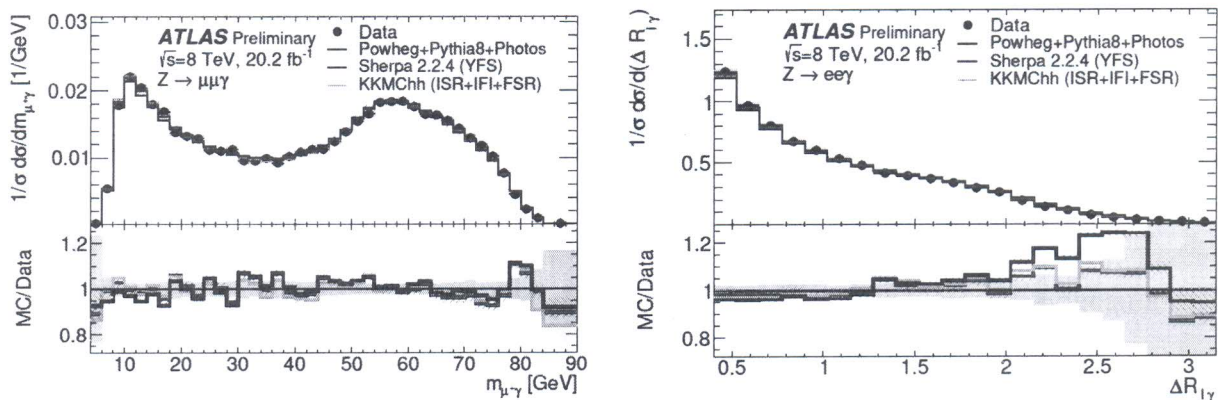 ATLAS Preliminary
√s=8 TeV, 20.2 fb⁻¹
Z → μμγ
Data
Powheg+Pythia8+Photos
Sherpa 2.2.4 (YFS)
KKMChh (ISR+IFI+FSR)
1/σ dσ/dm_μ⁻γ [1/GeV]
0.03
0.02
0.01
MC/Data
1.2
1
0.8
10 20 30 40 50 60 70 80 90
m_μ⁻γ [GeV]
ATLAS Preliminary
√s=8 TeV, 20.2 fb⁻¹
Z → eeγ
Data
Powheg+Pythia8+Photos
Sherpa 2.2.4 (YFS)
KKMChh (ISR+IFI+FSR)
1/σ dσ/d(Δ R_lγ)
1.5
1
0.5
MC/Data
1.2
1
0.8
0.5 1 1.5 2 2.5 3
ΔR_lγ